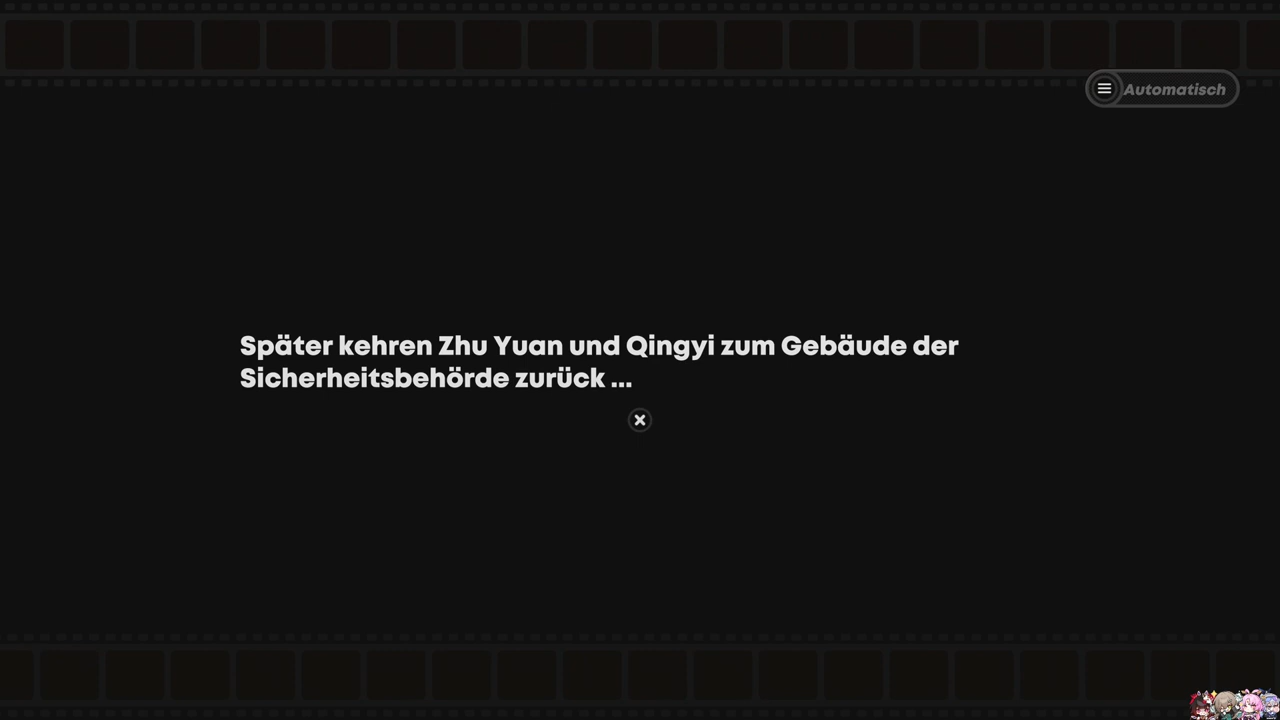 Automatisch
Später kehren Zhu Yuan und Qingyi zum Gebäude der
Sicherheitsbehörde zurück ...